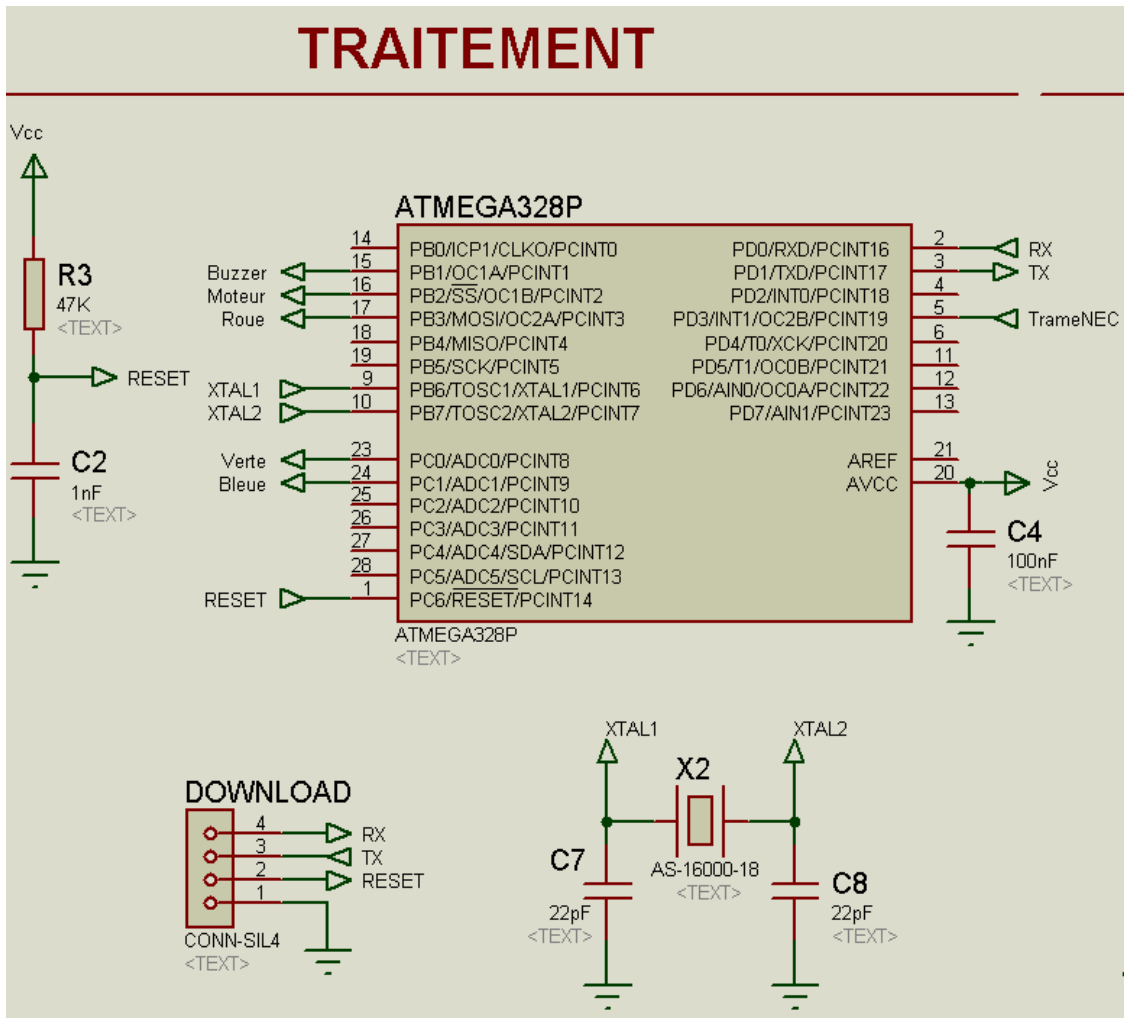 TRAITEMENT
Vcc
R3
47K
<TEXT>
RESET
C2
1nF
<TEXT>
ATMEGA328P
Buzzer 15 PB1/OC1A/PCINT1
Moteur 16 PB2/SS/OC1B/PCINT2
Roue 17 PB3/MOSI/OC2A/PCINT3
14 PB0/ICP1/CLKO/PCINT0
18 PB4/MISO/PCINT4
19 PB5/SCK/PCINT5
XTAL1 9 PB6/TOSC1/XTAL1/PCINT6
XTAL2 10 PB7/TOSC2/XTAL2/PCINT7
Verte 23 PC0/ADC0/PCINT8
Bleue 24 PC1/ADC1/PCINT9
25 PC2/ADC2/PCINT10
26 PC3/ADC3/PCINT11
27 PC4/ADC4/SDA/PCINT12
28 PC5/ADC5/SCL/PCINT13
RESET 1 PC6/RESET/PCINT14
PD0/RXD/PCINT16 2 RX
PD1/TXD/PCINT17 3 TX
PD2/INT0/PCINT18 4
PD3/INT1/OC2B/PCINT19 5 TrameNEC
PD4/T0/XCK/PCINT20 6
PD5/T1/OC0B/PCINT21 11
PD6/AIN0/OC0A/PCINT22 12
PD7/AIN1/PCINT23 13
AREF 21
AVCC 20 Vcc
ATMEGA328P
<TEXT>
C4
100nF
<TEXT>
DOWNLOAD
4 RX
3 TX
2 RESET
1
CONN-SIL4
<TEXT>
XTAL1
XTAL2
X2
AS-16000-18
<TEXT>
C7
22pF
<TEXT>
C8
22pF
<TEXT>